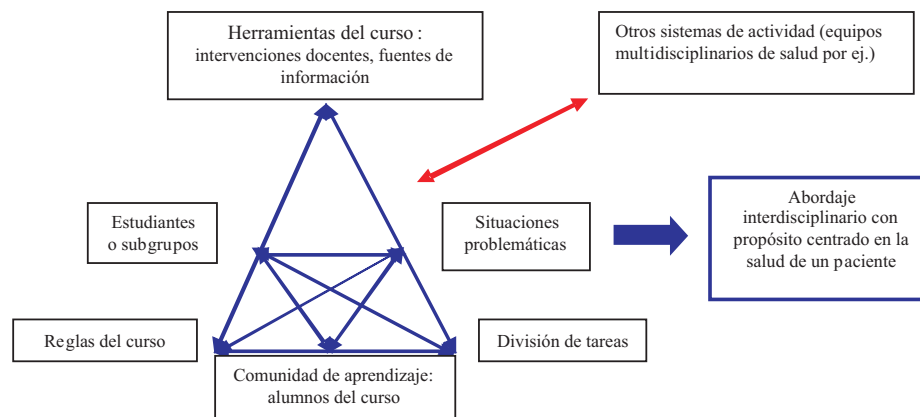 Herramientas del curso :
intervenciones docentes, fuentes de
información
Otros sistemas de actividad (equipos
multidisciplinarios de salud por ej.)
Estudiantes
o subgrupos
Situaciones
problemáticas
Abordaje
interdisciplinario con
propósito centrado en la
salud de un paciente
Reglas del curso
División de tareas
Comunidad de aprendizaje:
alumnos del curso